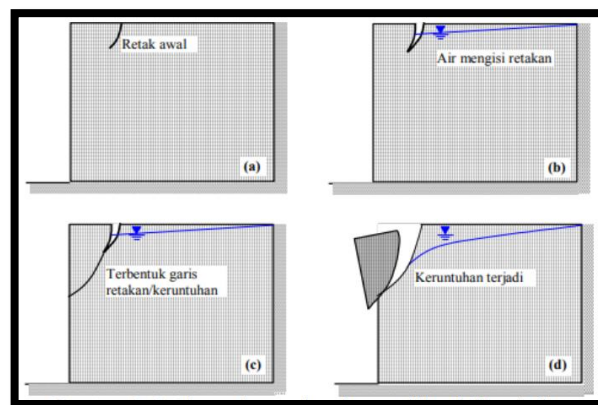 Retak awal
(a)
Air mengisi retakan
(b)
Terbentuk garis
retakan/keruntuhan
(c)
Keruntuhan terjadi
(d)